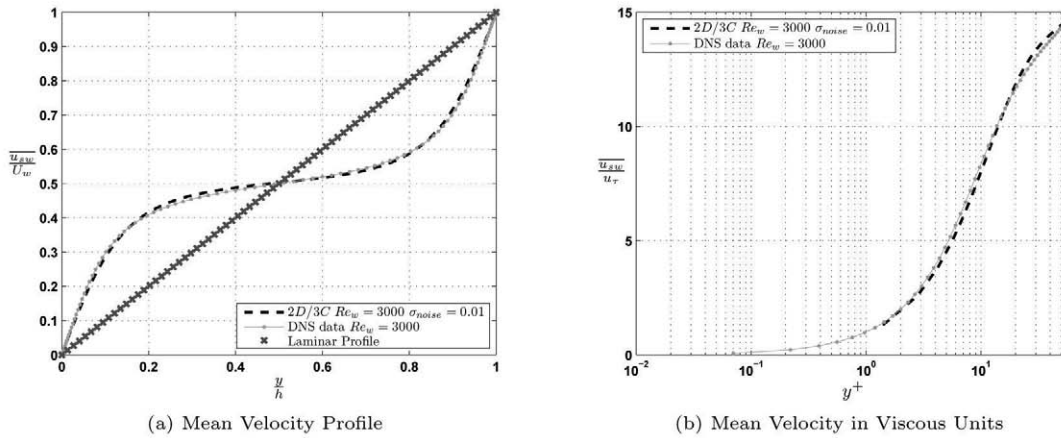 1
0.9
0.8
0.7
0.6
0.5
0.4
0.3
0.2
0.1
0
u_sw / U_w
0 0.2 0.4 0.6 0.8 1
y / h
2D/3C Re_w = 3000 σ_noise = 0.01
DNS data Re_w = 3000
Laminar Profile
(a) Mean Velocity Profile
15
10
5
0
u_sw / u_τ
10^-2 10^-1 10^0 10^1
y^+
2D/3C Re_w = 3000 σ_noise = 0.01
DNS data Re_w = 3000
(b) Mean Velocity in Viscous Units